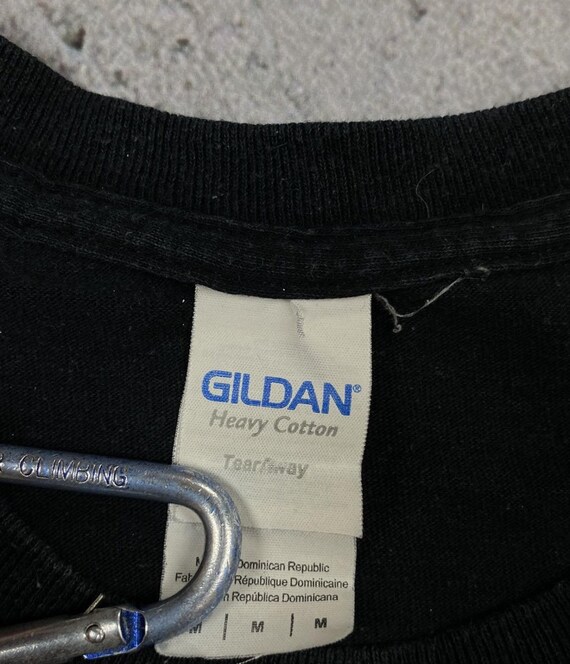 GILDAN®
Heavy Cotton
TearAway
CLIMBING
Dominican Republic
République Dominicaine
República Dominicana
M | M | M